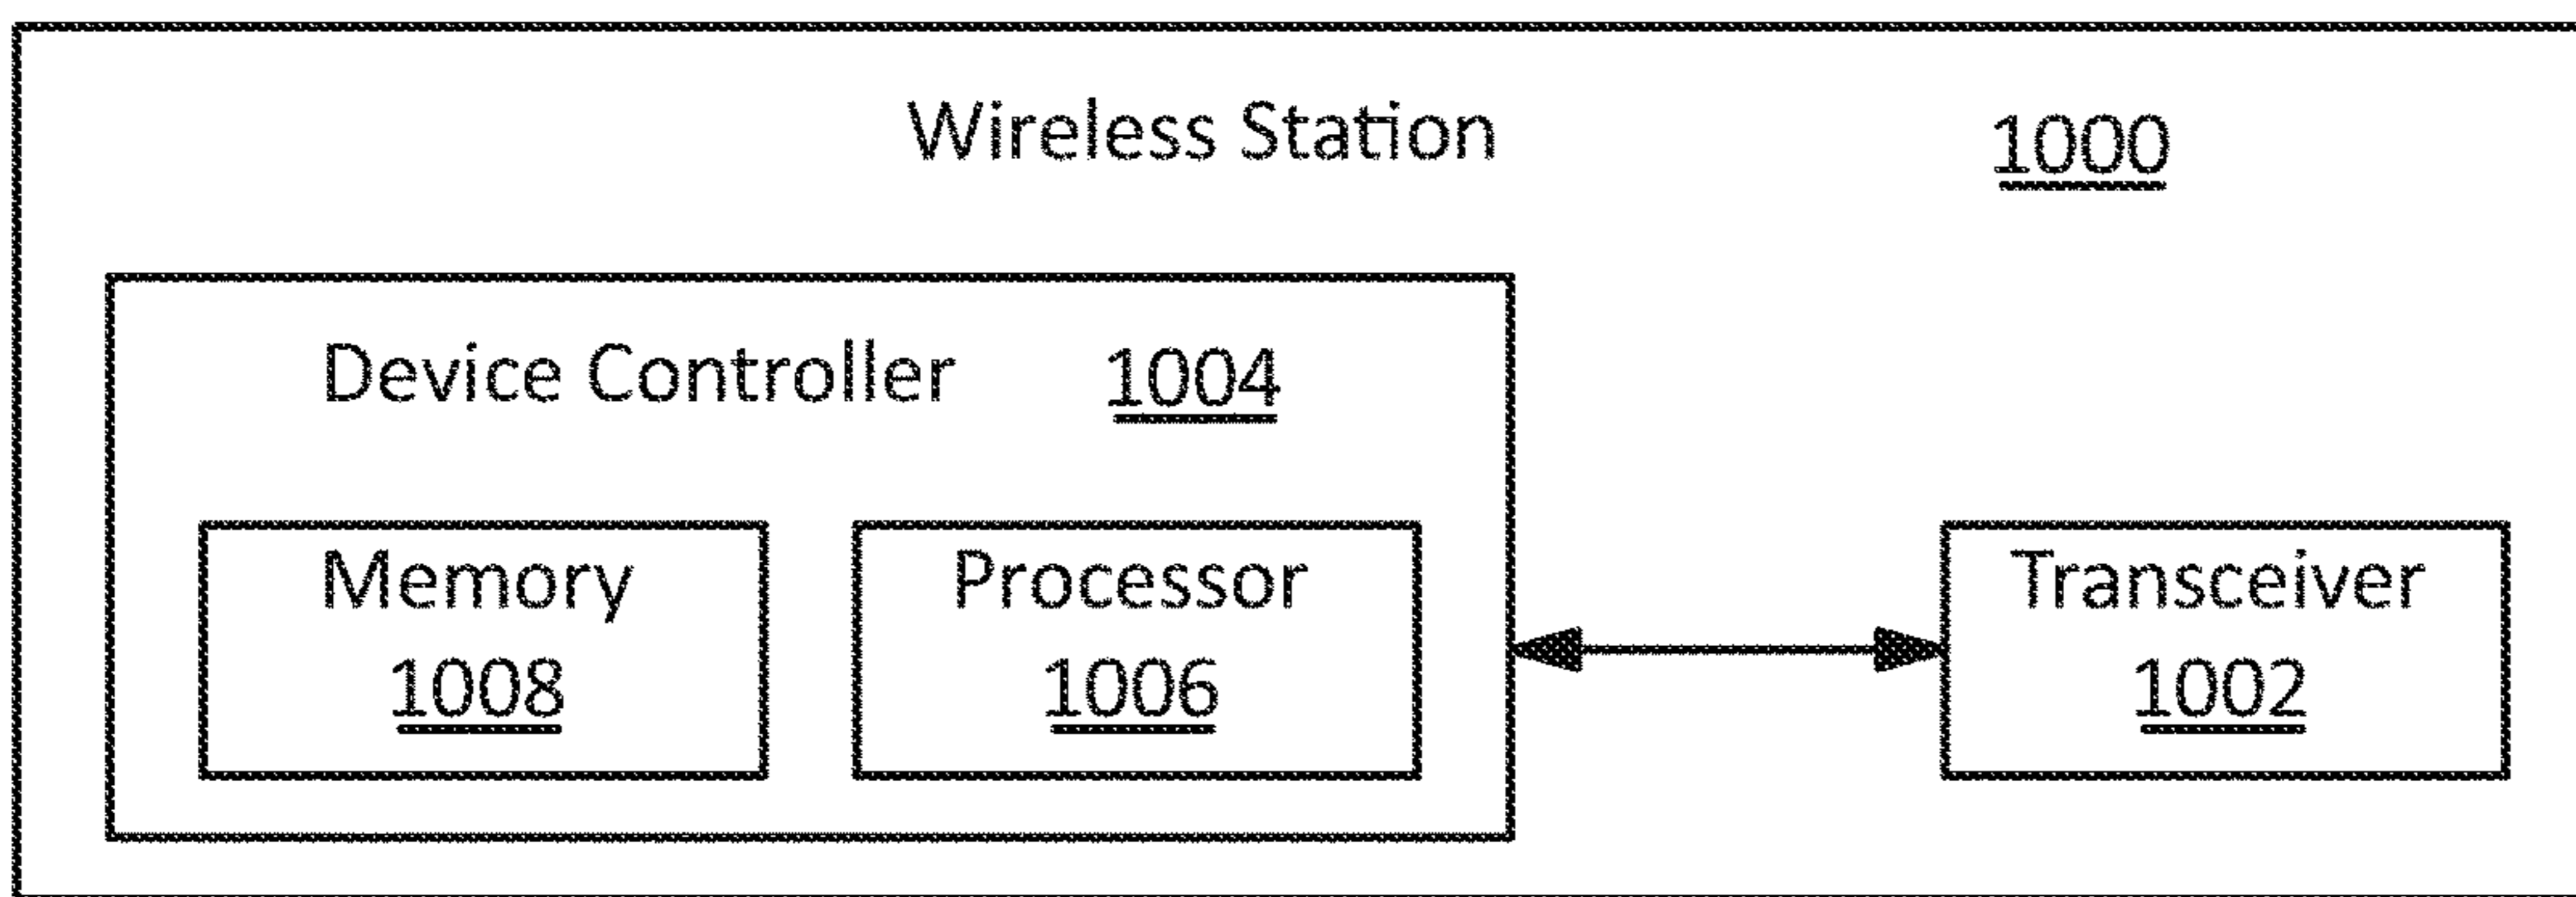 Wireless Station 1000
Device Controller 1004
Memory
1008
Processor
1006
Transceiver
1002